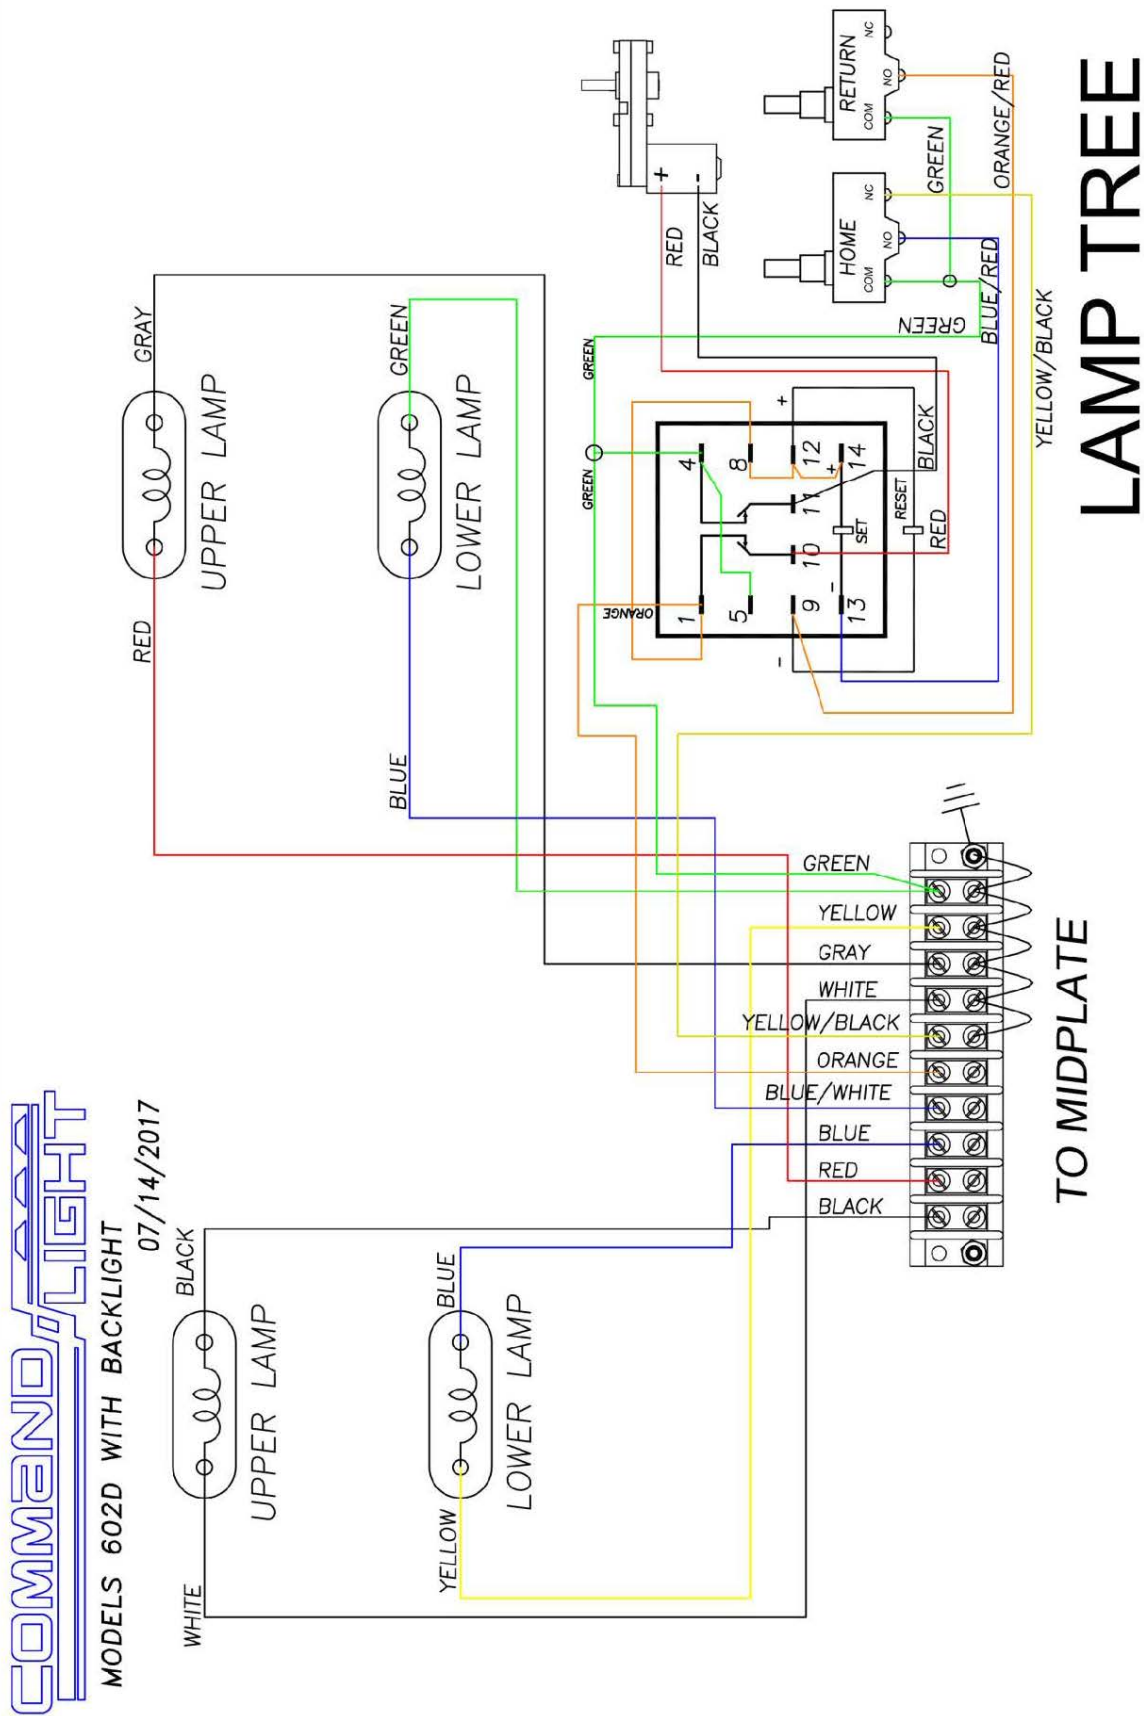 COMMAND LIGHT
MODELS 602D WITH BACKLIGHT
07/14/2017
WHITE
BLACK
UPPER LAMP
YELLOW
BLUE
LOWER LAMP
RED
GRAY
UPPER LAMP
BLUE
GREEN
LOWER LAMP
BLACK
RED
BLUE
BLUE/WHITE
ORANGE
YELLOW/BLACK
WHITE
GRAY
YELLOW
GREEN
TO MIDPLATE
GREEN
GREEN
ORANGE
1
4
5
8
-
9
10
11
12
+
13
-
SET
+
14
RESET
RED
BLACK
RED
BLACK
+
-
GREEN
BLUE/RED
YELLOW/BLACK
HOME
COM
NO
NC
GREEN
ORANGE/RED
RETURN
COM
NO
NC
LAMP TREE